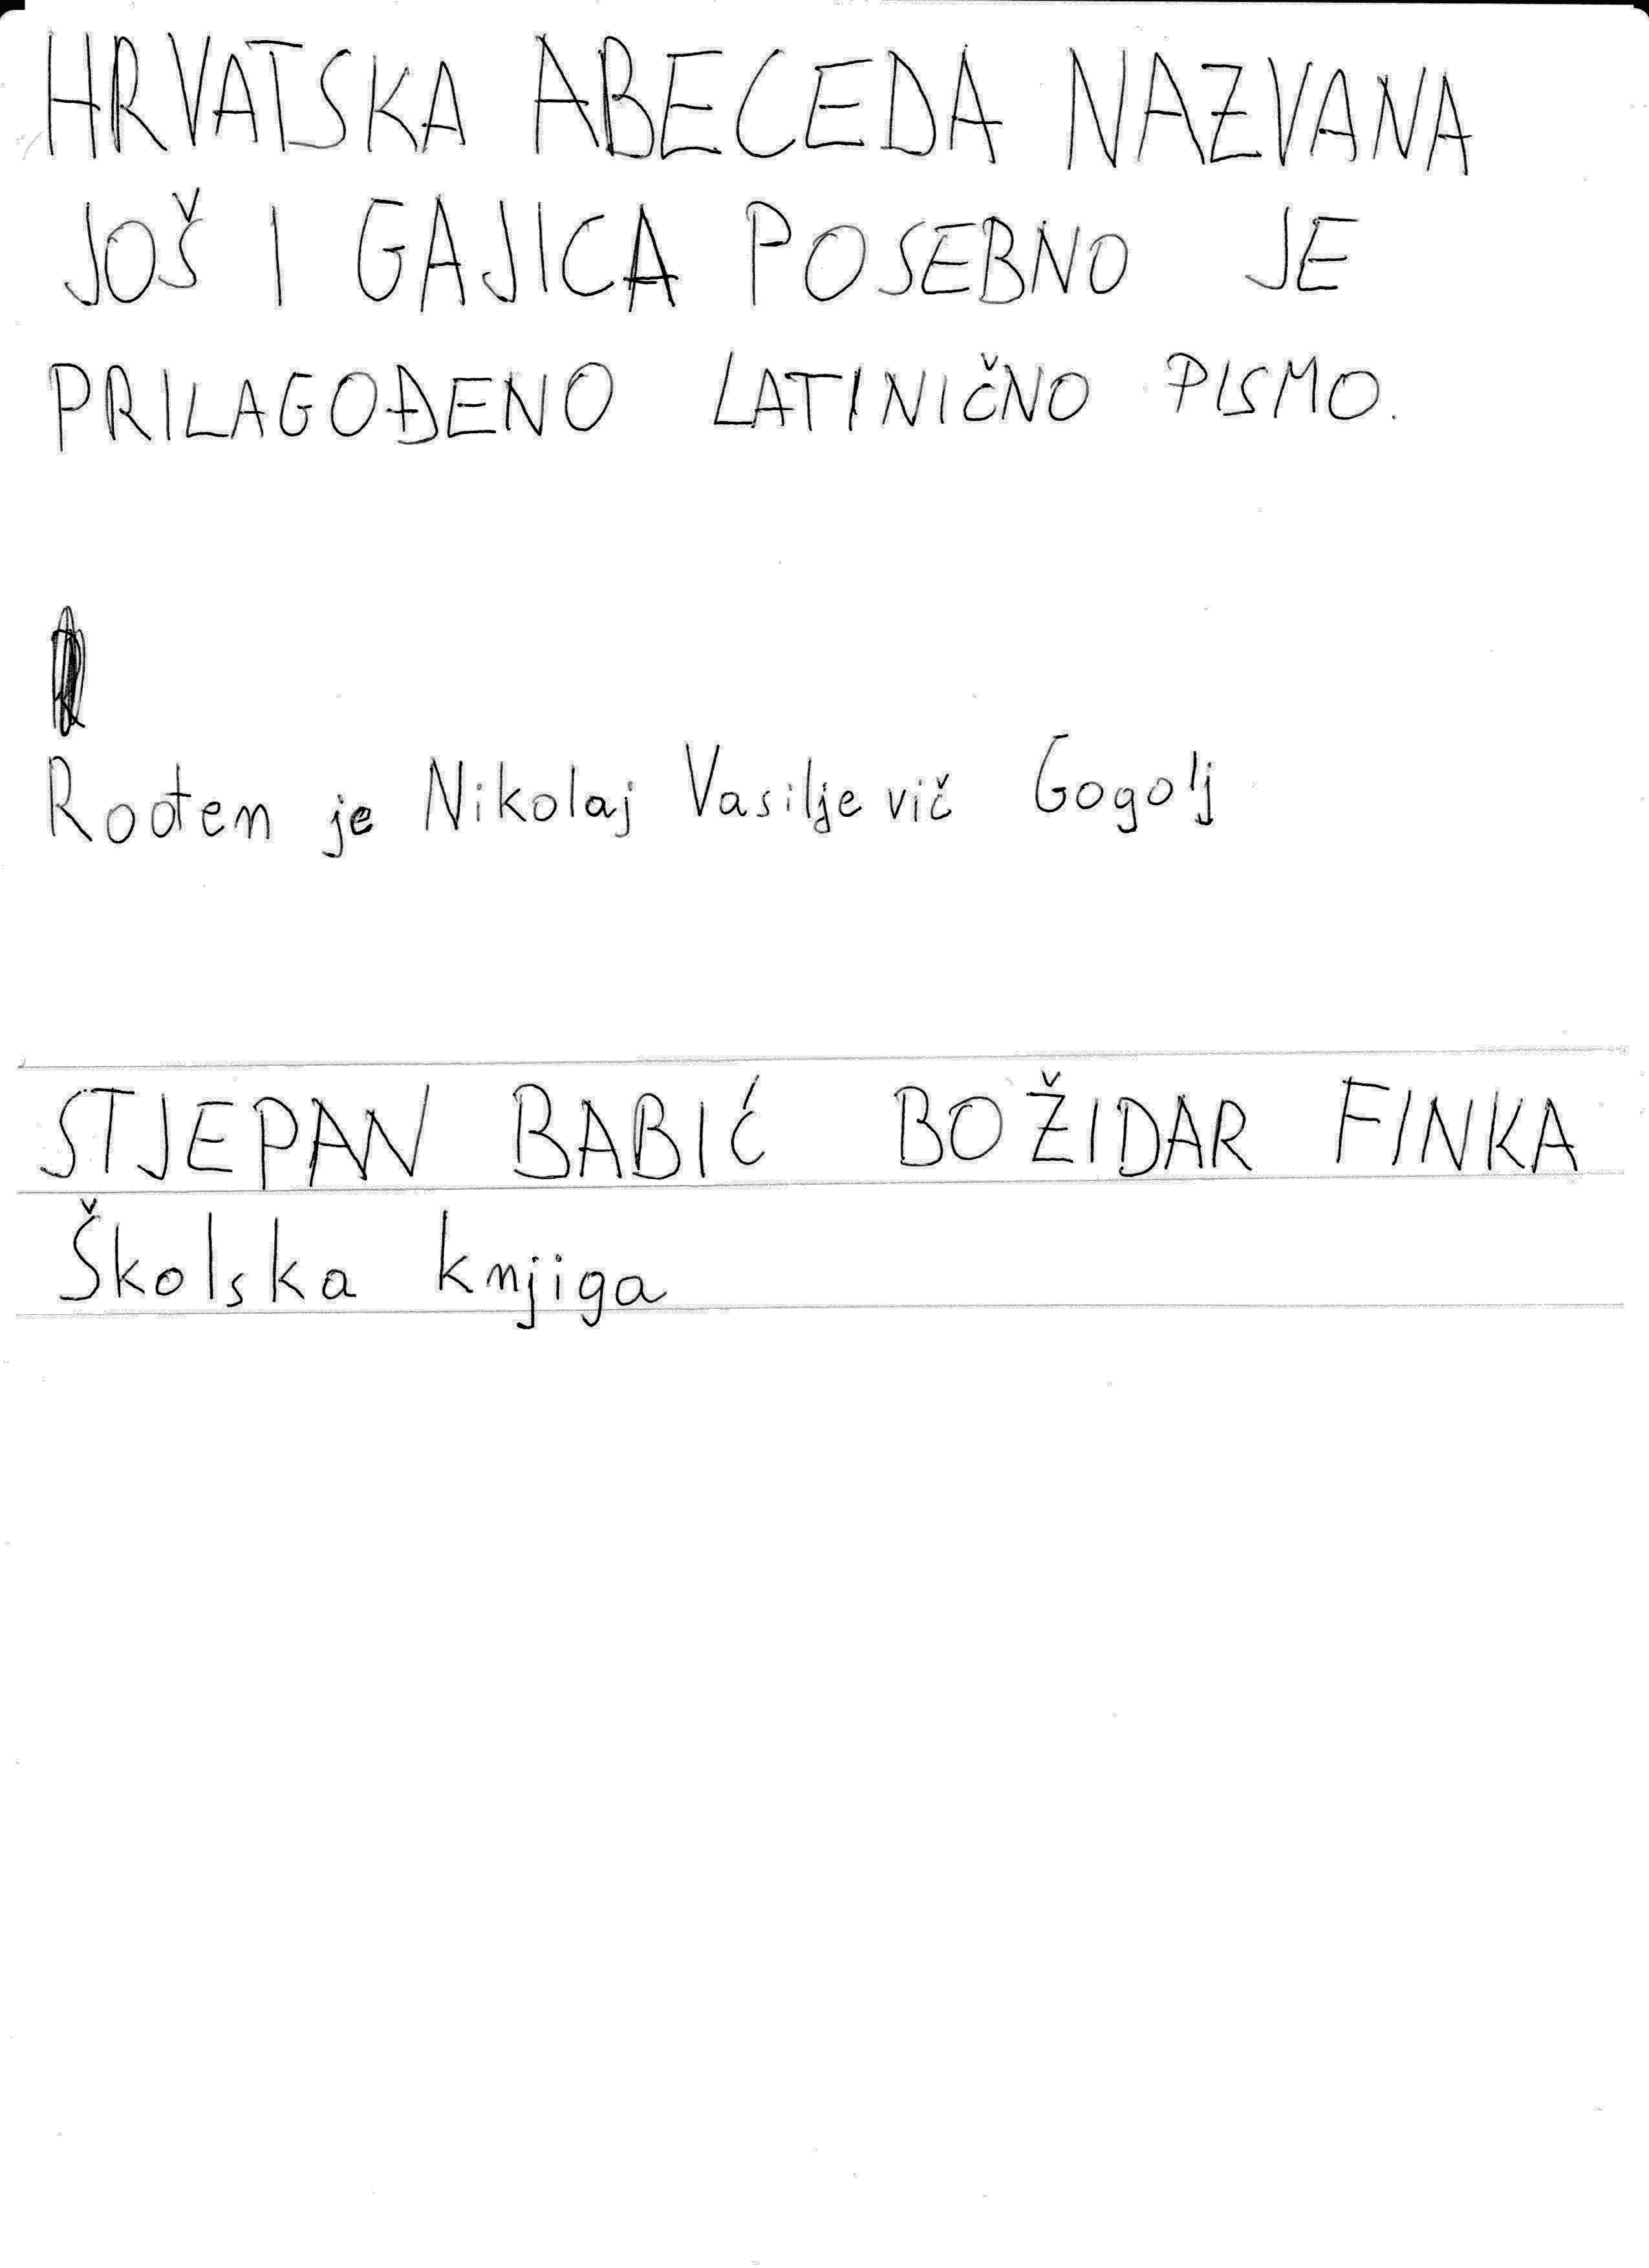 HRVATSKA ABECEDA NAZVANA
JOŠ I GAJICA POSEBNO JE
PRILAGOĐENO LATINIČNO PISMO.
Rođen je Nikolaj Vasiljevič Gogolj
STJEPAN BABIĆ BOŽIDAR FINKA
Školska knjiga